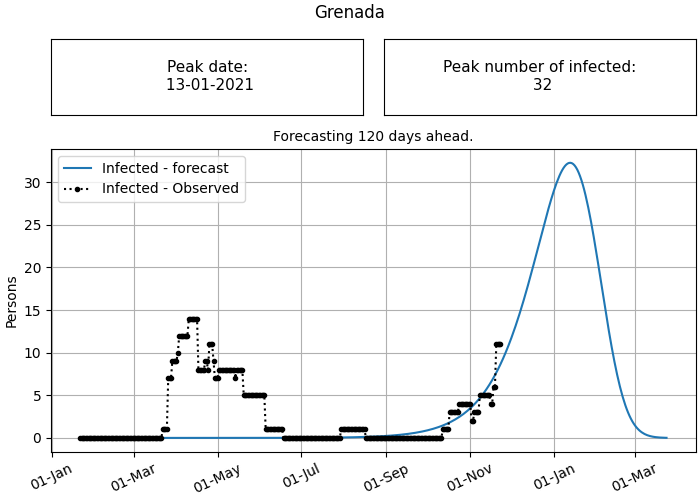 Grenada
Peak date:
13-01-2021
Peak number of infected:
32
Forecasting 120 days ahead.
Infected - forecast
Infected - Observed
Persons
30
25
20
15
10
5
0
01-Jan
01-Mar
01-May
01-Jul
01-Sep
01-Nov
01-Jan
01-Mar